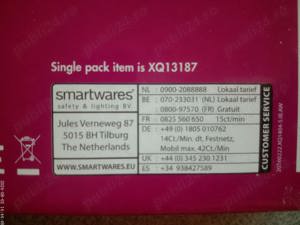 Single pack item is XQ13187
smartwares®
safety & lighting BV.
Jules Verneweg 87
5015 BH Tilburg
The Netherlands
WWW.SMARTWARES.EU
NL : 0900-2088888 Lokaal tarief
BE : 070-233031 (NL) Lokaal tarief
0800-97570 (FR) Gratuit
FR : 0825 560 650 15ct/min
DE : +49 (0) 1805 010762
14Ct/Min. dt. Festnetz,
Mobil max. 42Ct./Min
UK : +44 (0) 345 230 1231
ES : +34 938427589
CUSTOMER SERVICE